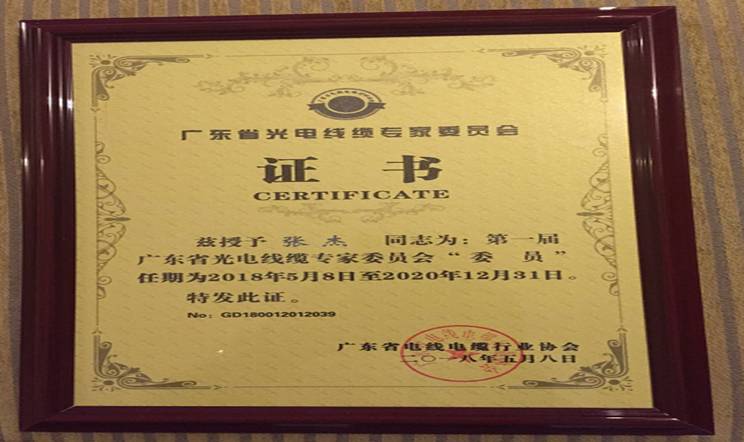 广东省光电线缆专家委员会
证书
CERTIFICATE
兹授予 张杰 同志为：第一届
广东省光电线缆专家委员会“委 员”
任期为2018年5月8日至2020年12月31日。
特发此证。
No：GD180012012039
广东省电线电缆行业协会
二〇一八年五月八日